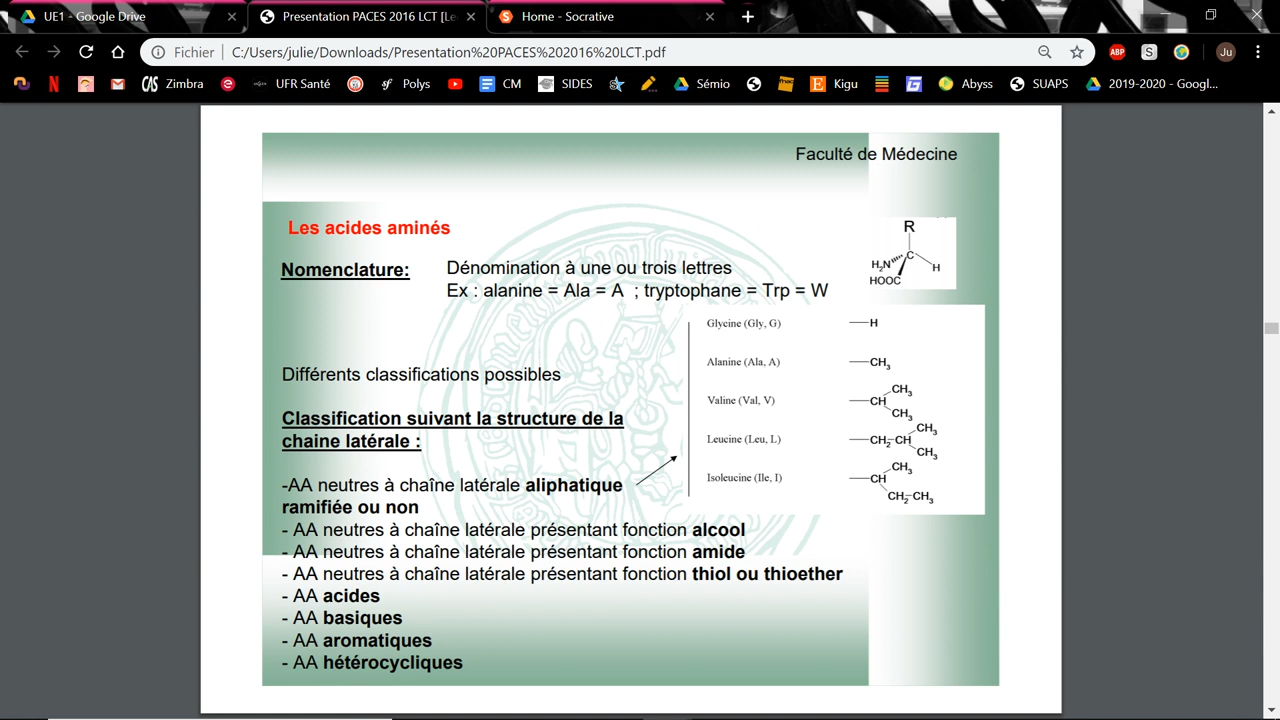 UE1 - Google Drive
Presentation PACES 2016 LCT [Le
Home - Socrative
Fichier
C:/Users/julie/Downloads/Presentation%20PACES%202016%20LCT.pdf
ABP
S
Ju
Zimbra
UFR Santé
Polys
CM
SIDES
Sémio
Kigu
Abyss
SUAPS
2019-2020 - Googl...
Faculté de Médecine
Les acides aminés
R
H2N
C
H
HOOC
Nomenclature:
Dénomination à une ou trois lettres
Ex : alanine = Ala = A ; tryptophane = Trp = W
Glycine (Gly, G)
H
Alanine (Ala, A)
CH3
Valine (Val, V)
CH3
CH
CH3
Leucine (Leu, L)
CH3
CH2-CH
CH3
Isoleucine (Ile, I)
CH3
CH
CH2-CH3
Différents classifications possibles
Classification suivant la structure de la
chaine latérale :
-AA neutres à chaîne latérale aliphatique
ramifiée ou non
- AA neutres à chaîne latérale présentant fonction alcool
- AA neutres à chaîne latérale présentant fonction amide
- AA neutres à chaîne latérale présentant fonction thiol ou thioether
- AA acides
- AA basiques
- AA aromatiques
- AA hétérocycliques